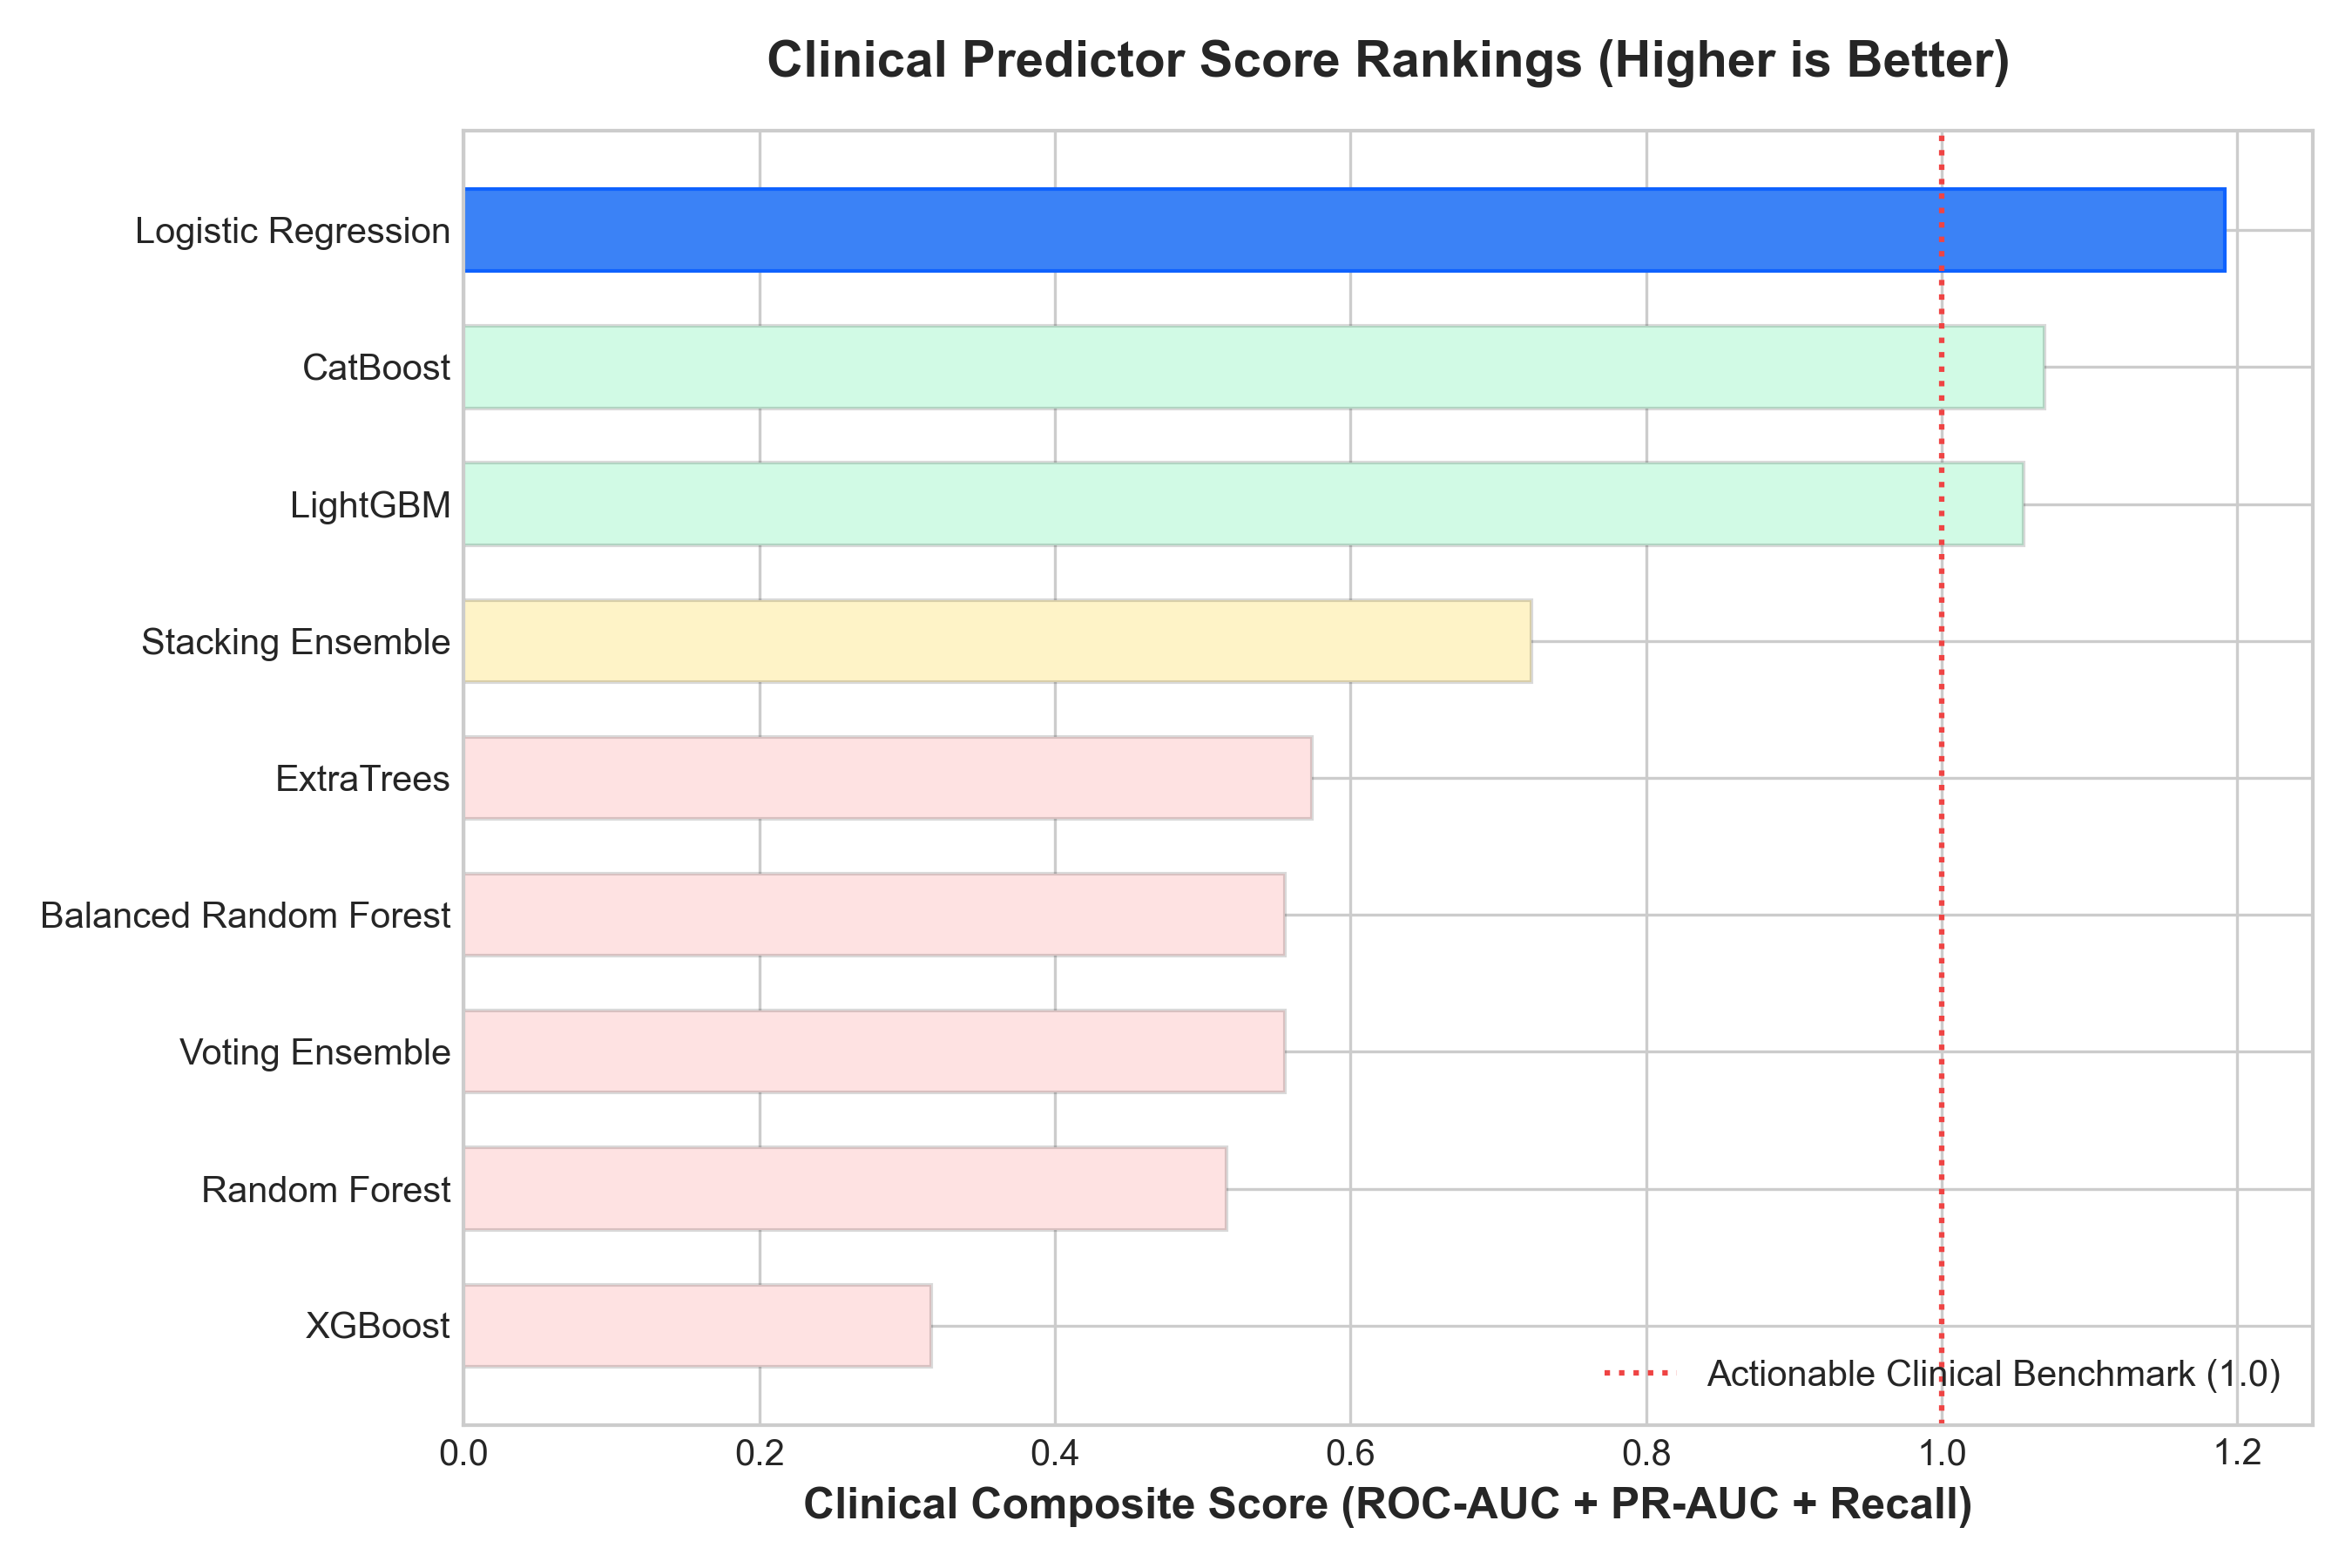 Clinical Predictor Score Rankings (Higher is Better)
Logistic Regression
CatBoost
LightGBM
Stacking Ensemble
ExtraTrees
Balanced Random Forest
Voting Ensemble
Random Forest
XGBoost
Actionable Clinical Benchmark (1.0)
0.0 0.2 0.4 0.6 0.8 1.0 1.2
Clinical Composite Score (ROC-AUC + PR-AUC + Recall)